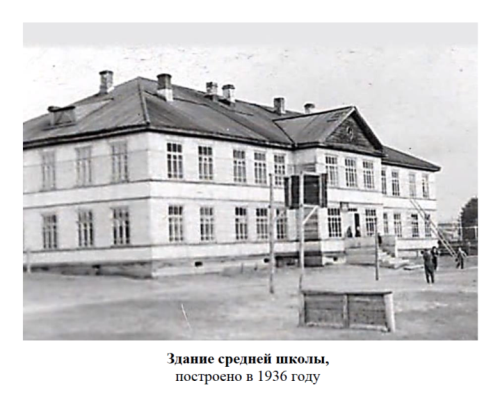 Здание средней школы,
построено в 1936 году